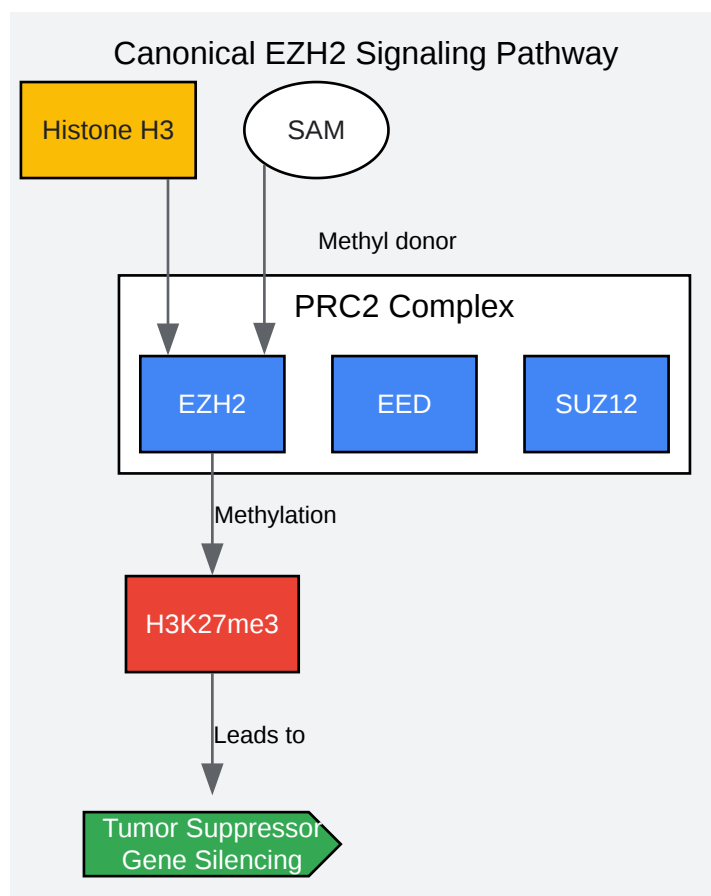 Canonical EZH2 Signaling Pathway
Histone H3
SAM
Methyl donor
PRC2 Complex
EZH2
EED
SUZ12
Methylation
H3K27me3
Leads to
Tumor Suppressor
Gene Silencing